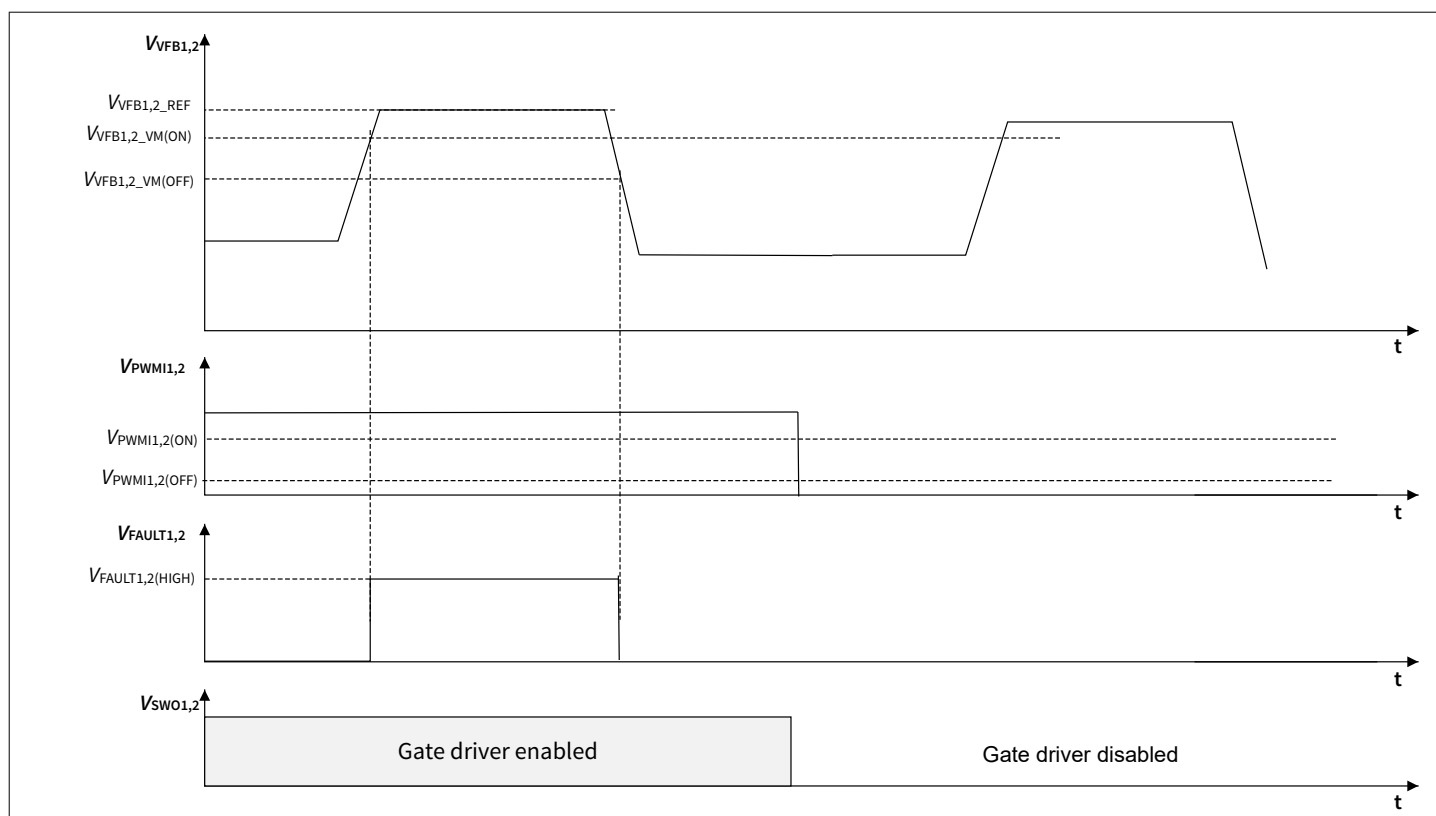 VVFB1,2
VVFB1,2_REF
VVFB1,2_VM(ON)
VVFB1,2_VM(OFF)
t
VPWMI1,2
VPWMI1,2(ON)
VPWMI1,2(OFF)
t
VFAULT1,2
VFAULT1,2(HIGH)
t
VSWO1,2
Gate driver enabled
Gate driver disabled
t